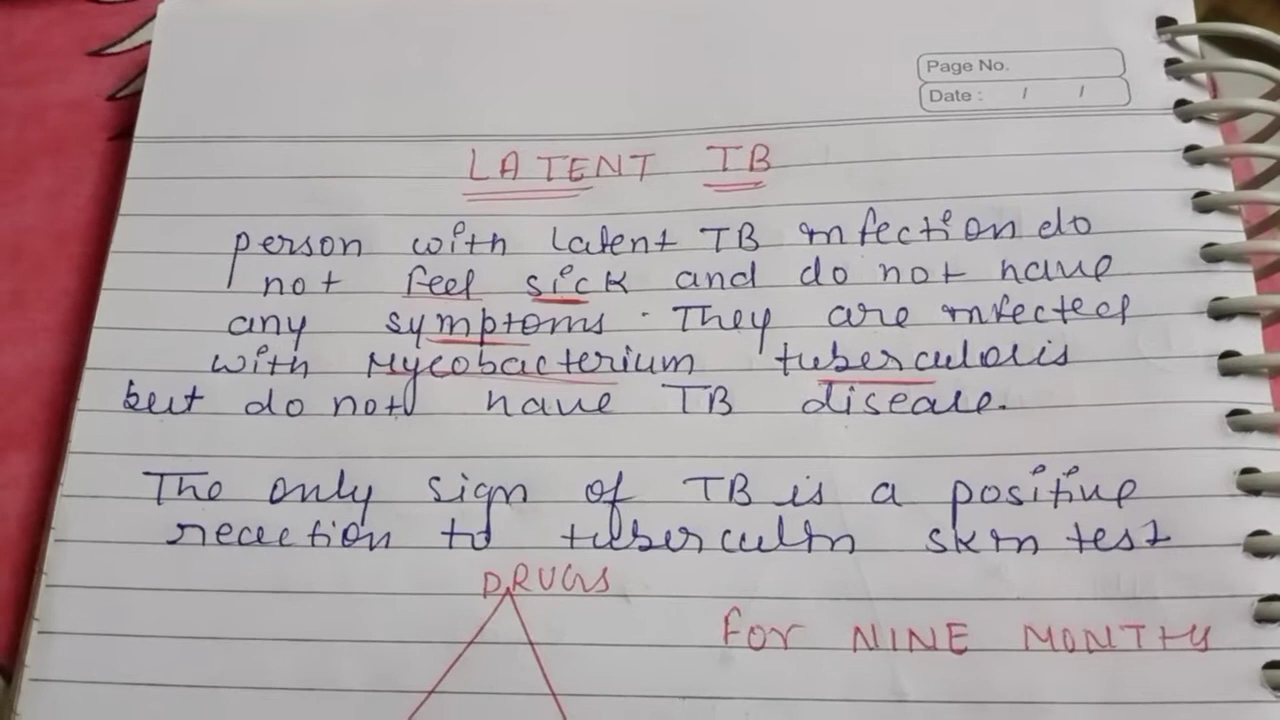 Page No.
Date : / /
LATENT TB
person with latent TB infection do
not feel sick and do not have
any symptoms. They are infected
with Mycobacterium tuberculosis
but do not have TB disease.
The only sign of TB is a positive
reaction to tuberculin skin test
DRUGS
For NINE MONTHS